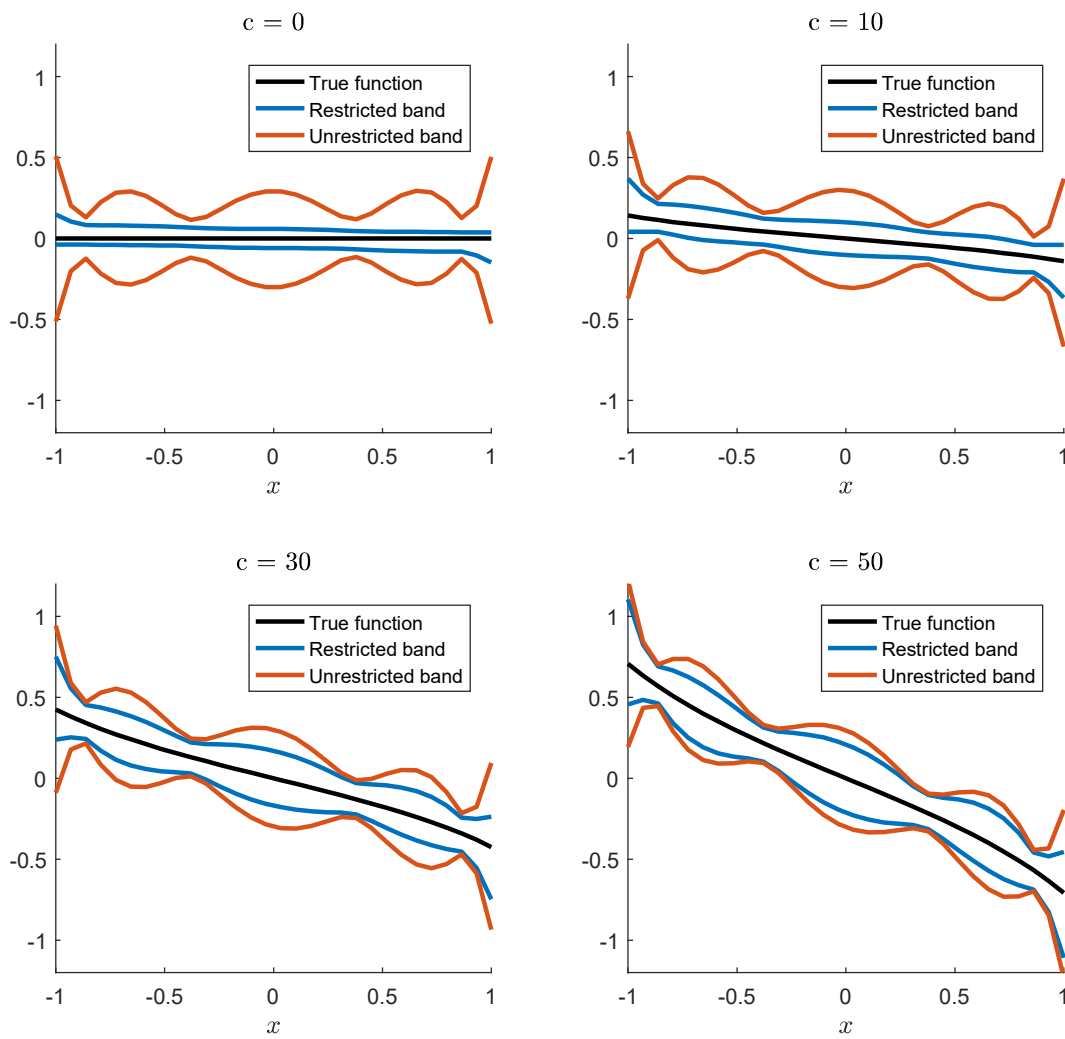 c = 0
True function
Restricted band
Unrestricted band
1
0.5
0
-0.5
-1
-1 -0.5 0 0.5 1
x
c = 10
True function
Restricted band
Unrestricted band
1
0.5
0
-0.5
-1
-1 -0.5 0 0.5 1
x
c = 30
True function
Restricted band
Unrestricted band
1
0.5
0
-0.5
-1
-1 -0.5 0 0.5 1
x
c = 50
True function
Restricted band
Unrestricted band
1
0.5
0
-0.5
-1
-1 -0.5 0 0.5 1
x